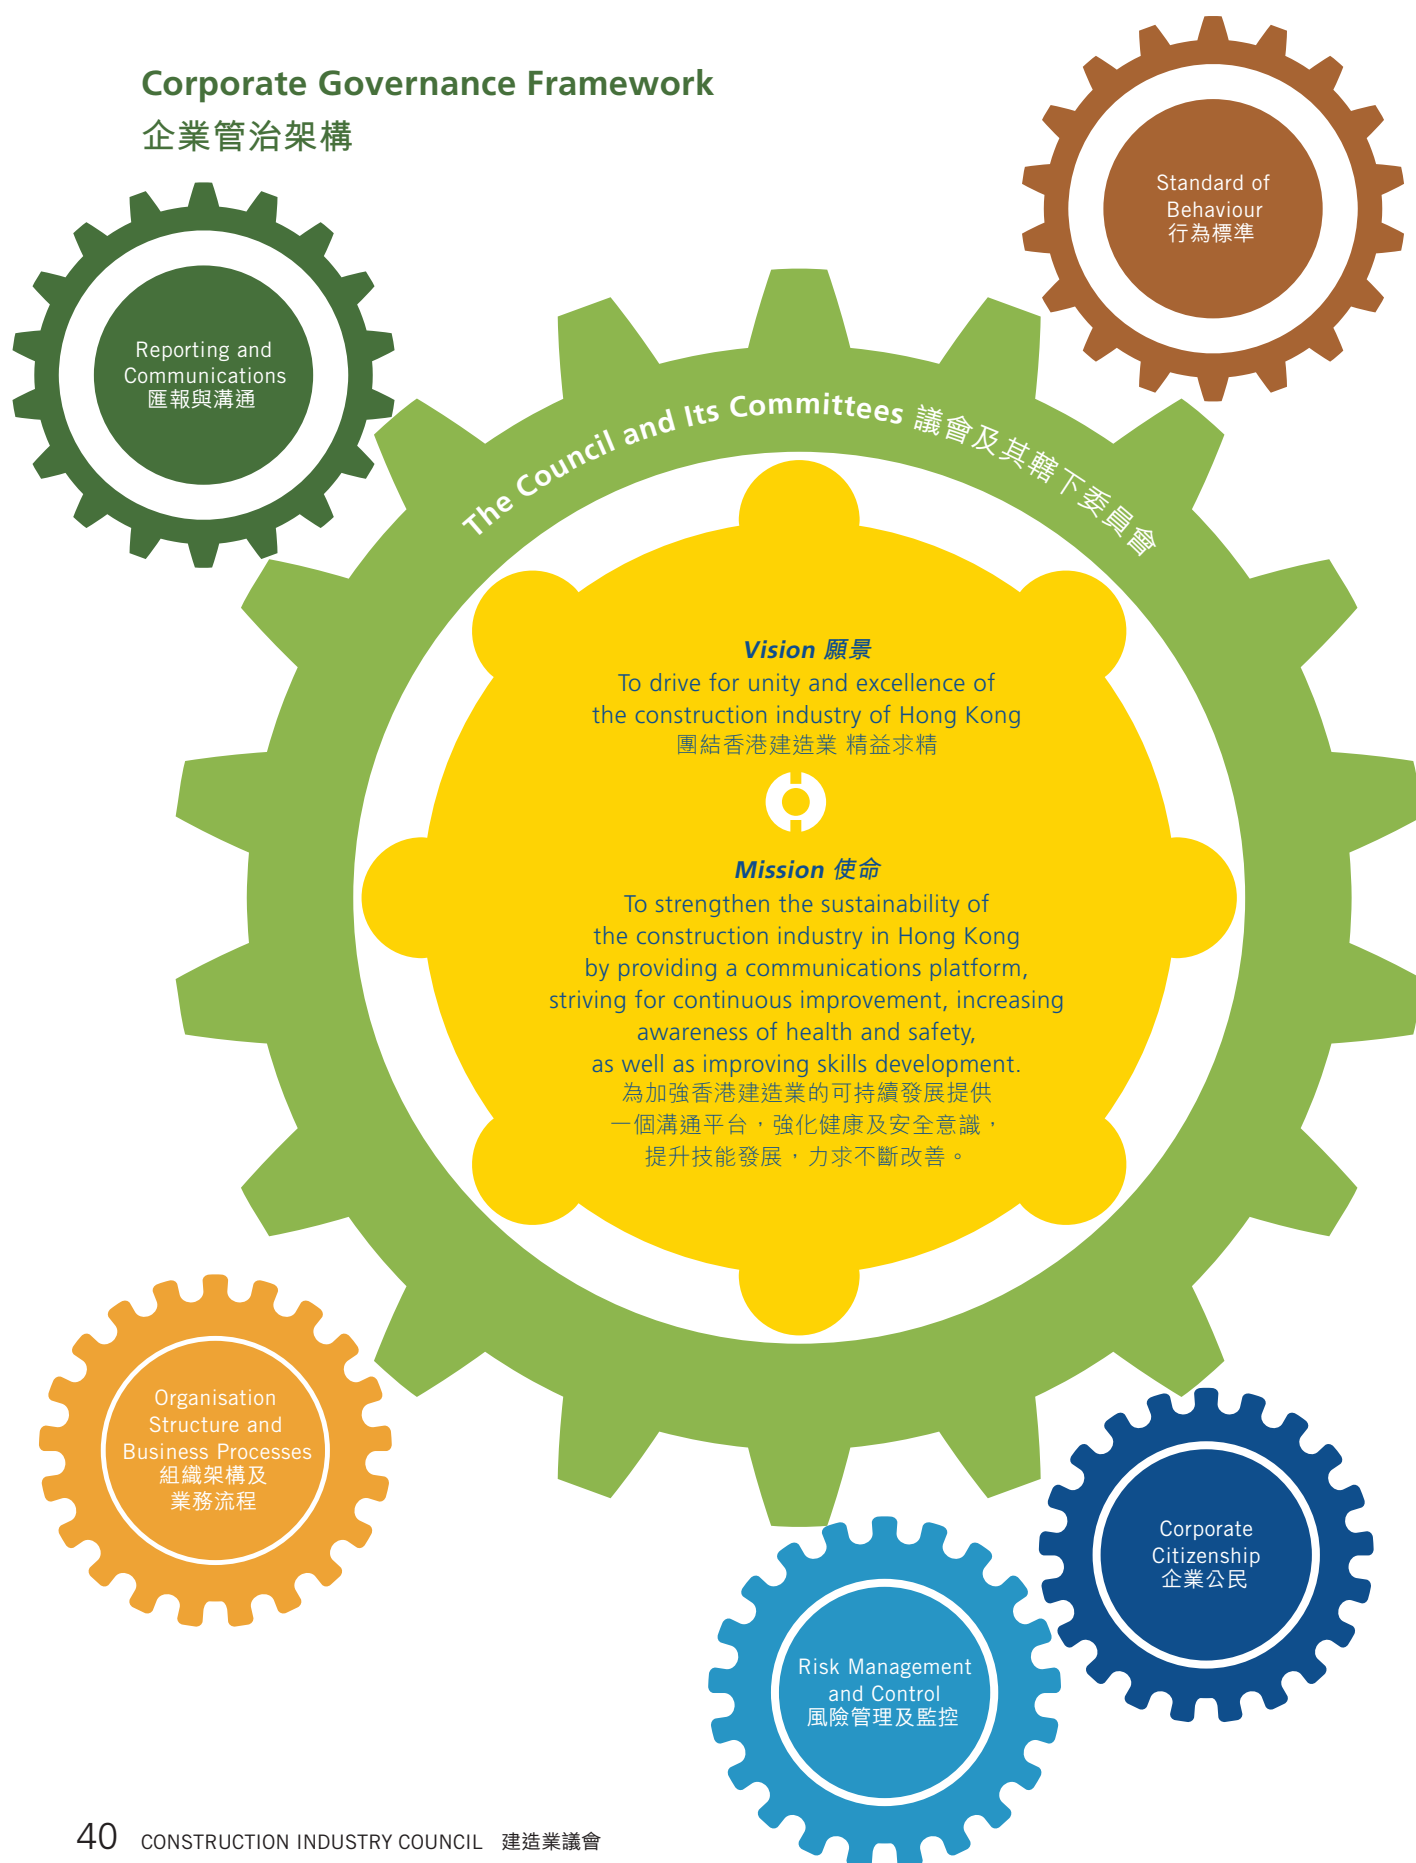 Corporate Governance Framework
企業管治架構
Standard of
Behaviour
行為標準
Reporting and
Communications
匯報與溝通
The Council and Its Committees 議會及其轄下委員會
Vision 願景
To drive for unity and excellence of
the construction industry of Hong Kong
團結香港建造業 精益求精
Mission 使命
To strengthen the sustainability of
the construction industry in Hong Kong
by providing a communications platform,
striving for continuous improvement, increasing
awareness of health and safety,
as well as improving skills development.
為加強香港建造業的可持續發展提供
一個溝通平台，強化健康及安全意識，
提升技能發展，力求不斷改善。
Organisation
Structure and
Business Processes
組織架構及
業務流程
Corporate
Citizenship
企業公民
Risk Management
and Control
風險管理及監控
40 CONSTRUCTION INDUSTRY COUNCIL 建造業議會